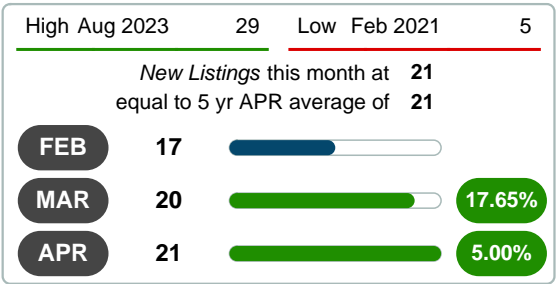 High Aug 2023 29 Low Feb 2021 5
New Listings this month at 21
equal to 5 yr APR average of 21
FEB 17
MAR 20 17.65%
APR 21 5.00%